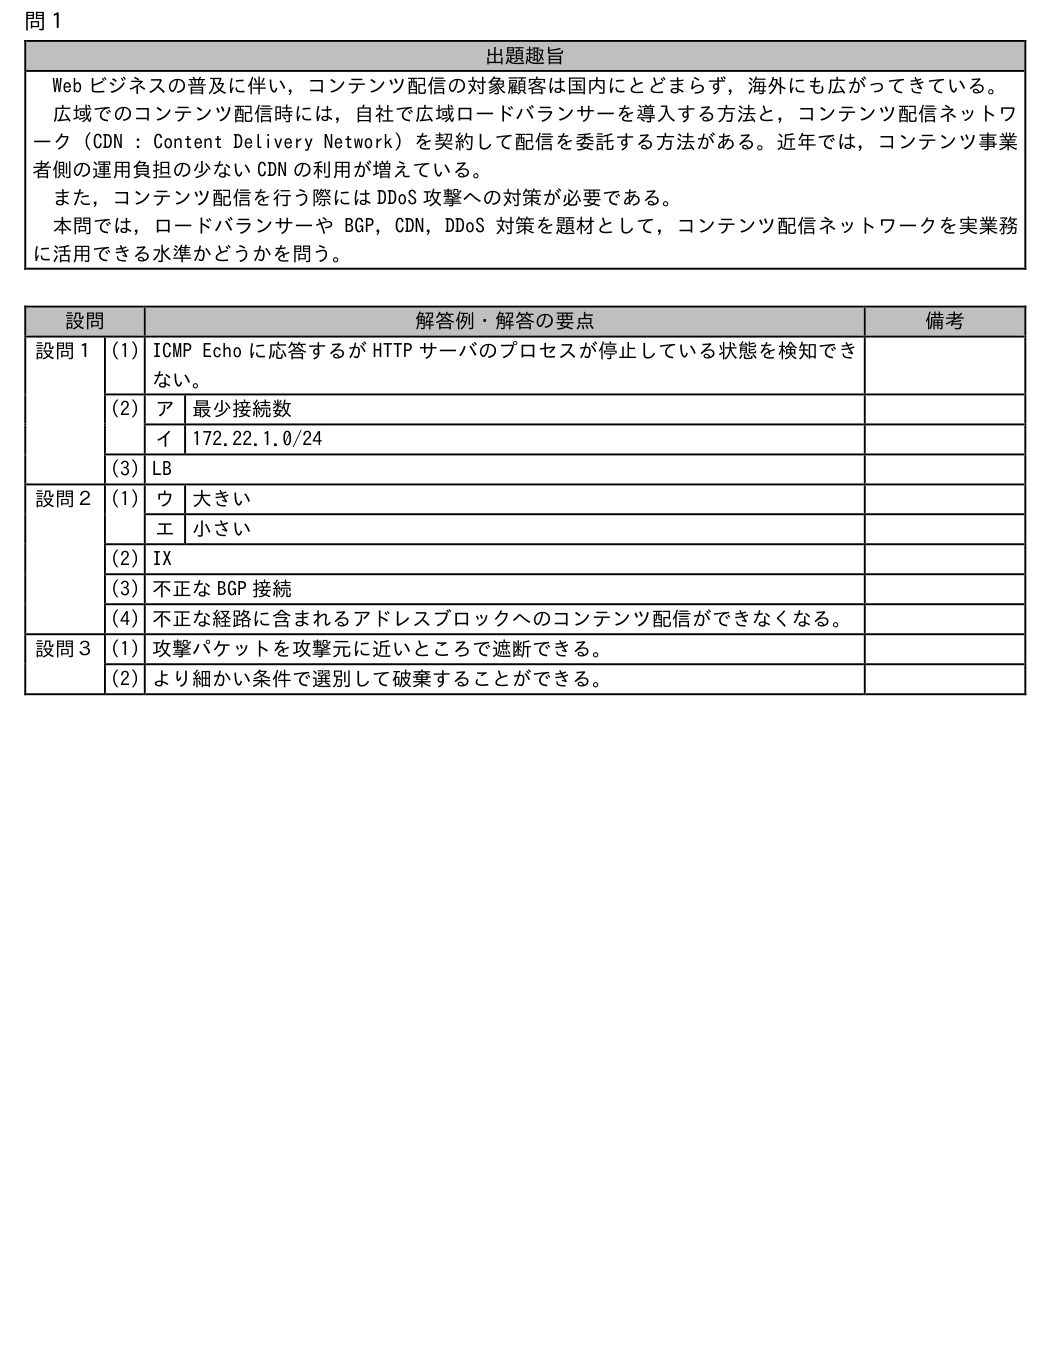 問1
出題趣旨
Web ビジネスの普及に伴い，コンテンツ配信の対象顧客は国内にとどまらず，海外にも広がってきている。
広域でのコンテンツ配信時には，自社で広域ロードバランサーを導入する方法と，コンテンツ配信ネットワ
ーク（CDN : Content Delivery Network）を契約して配信を委託する方法がある。近年では，コンテンツ事業
者側の運用負担の少ない CDN の利用が増えている。
また，コンテンツ配信を行う際には DDoS 攻撃への対策が必要である。
本問では，ロードバランサーや BGP，CDN，DDoS 対策を題材として，コンテンツ配信ネットワークを実業務
に活用できる水準かどうかを問う。
設問 解答例・解答の要点 備考
設問1 (1) ICMP Echo に応答するが HTTP サーバのプロセスが停止している状態を検知でき
ない。
(2) ア 最少接続数
イ 172.22.1.0/24
(3) LB
設問2 (1) ウ 大きい
エ 小さい
(2) IX
(3) 不正な BGP 接続
(4) 不正な経路に含まれるアドレスブロックへのコンテンツ配信ができなくなる。
設問3 (1) 攻撃パケットを攻撃元に近いところで遮断できる。
(2) より細かい条件で選別して破棄することができる。